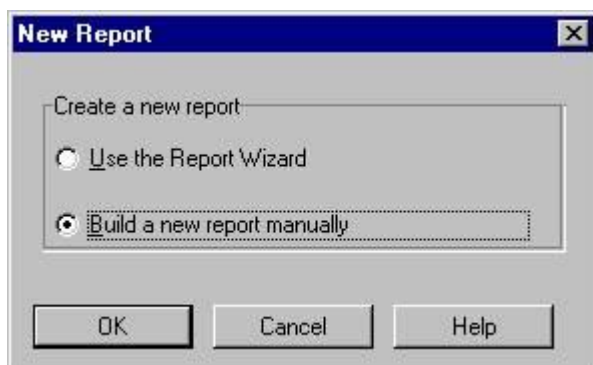 New Report
Create a new report
Use the Report Wizard
Build a new report manually
OK Cancel Help